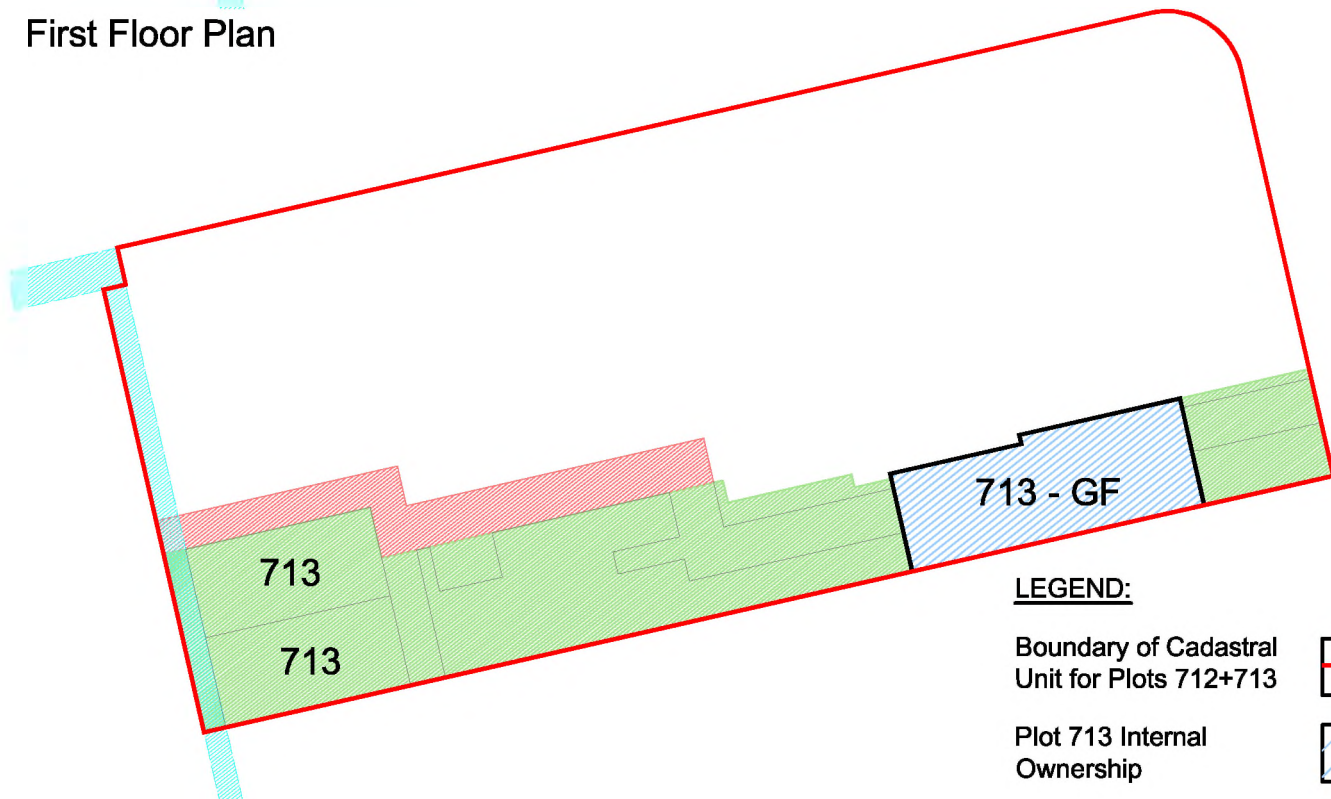 First Floor Plan
713 - GF
713
713
LEGEND:
Boundary of Cadastral
Unit for Plots 712+713
Plot 713 Internal
Ownership